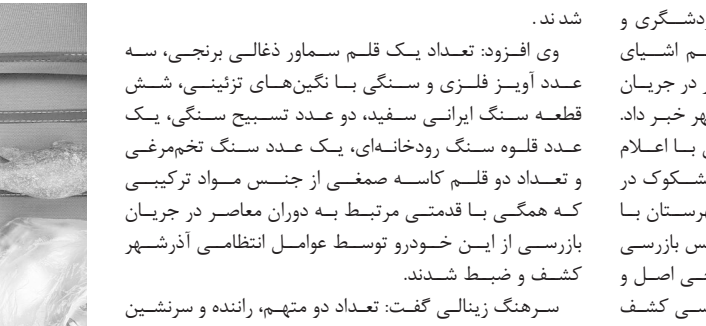 ردشگری و
م اشیای
ر در جریان
هر خبر داد.
ی با اعلام
شکوک در
هرستان با
س بازرسی
ی اصل و
سی کشف
شدند.
وی افزود: تعداد یک قلم سماور ذغالی برنجی، سه
عدد آویز فلزی و سنگی با نگین‌های تزئینی، شش
قطعه سنگ ایرانی سفید، دو عدد تسبیح سنگی، یک
عدد قلوه سنگ رودخانه‌ای، یک عدد سنگ تخم‌مرغی
و تعداد دو قلم کاسه صمغی از جنس مواد ترکیبی
که همگی با قدمتی مرتبط به دوران معاصر در جریان
بازرسی از این خودرو توسط عوامل انتظامی آذرشهر
کشف و ضبط شدند.
سرهنگ زینالی گفت: تعداد دو متهم، راننده و سرنشین